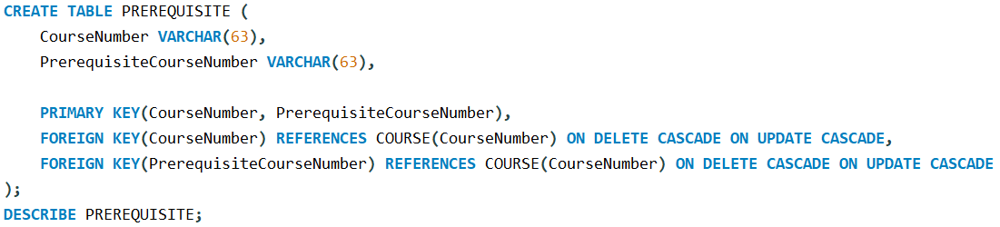 CREATE TABLE PREREQUISITE (
    CourseNumber VARCHAR(63),
    PrerequisiteCourseNumber VARCHAR(63),

    PRIMARY KEY(CourseNumber, PrerequisiteCourseNumber),
    FOREIGN KEY(CourseNumber) REFERENCES COURSE(CourseNumber) ON DELETE CASCADE ON UPDATE CASCADE,
    FOREIGN KEY(PrerequisiteCourseNumber) REFERENCES COURSE(CourseNumber) ON DELETE CASCADE ON UPDATE CASCADE
);
DESCRIBE PREREQUISITE;